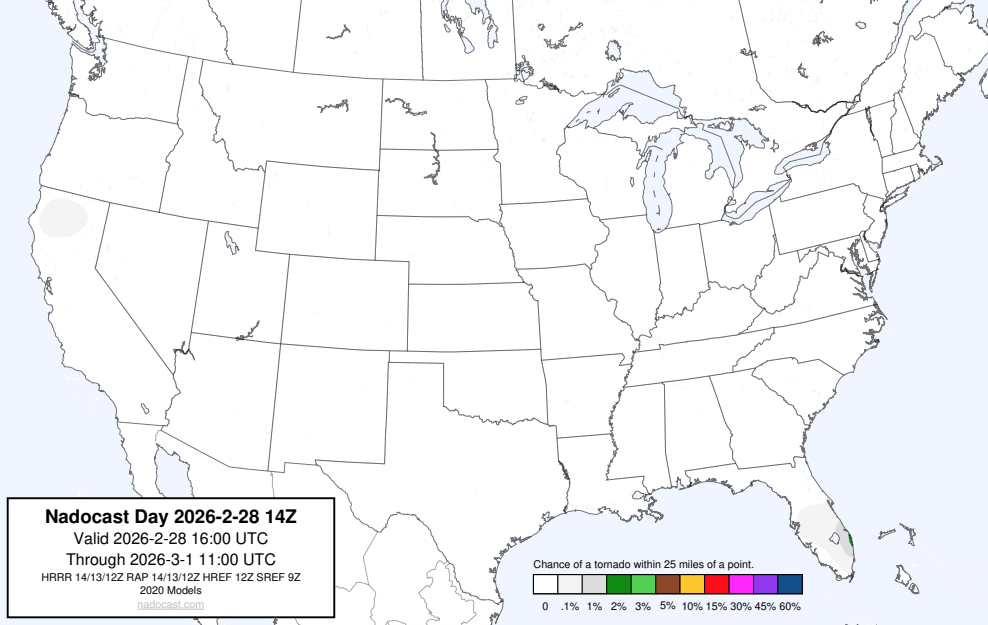 Nadocast Day 2026-2-28 14Z
Valid 2026-2-28 16:00 UTC
Through 2026-3-1 11:00 UTC
HRRR 14/13/12Z RAP 14/13/12Z HREF 12Z SREF 9Z
2020 Models
nadocast.com
Chance of a tornado within 25 miles of a point.
0 .1% 1% 2% 3% 5% 10% 15% 30% 45% 60%